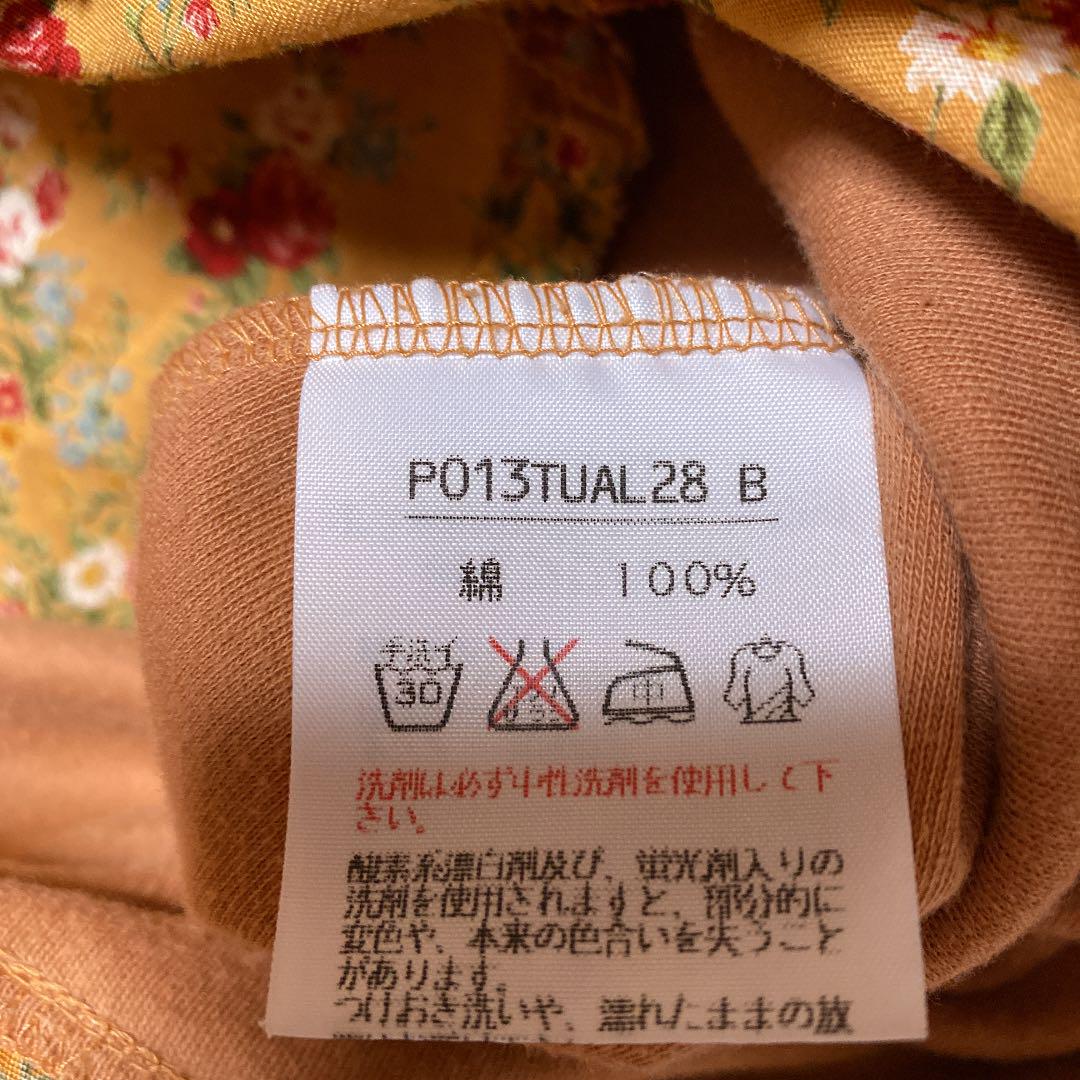 P013TUAL28 B
綿 100%
手洗イ
30
洗剤は必ず中性洗剤を使用して下
さい。
酸素系漂白剤及び、蛍光剤入りの
洗剤を使用されますと、部分的に
変色や、本来の色合いを失うこと
があります。
つけおき洗いや、濡れたままの放